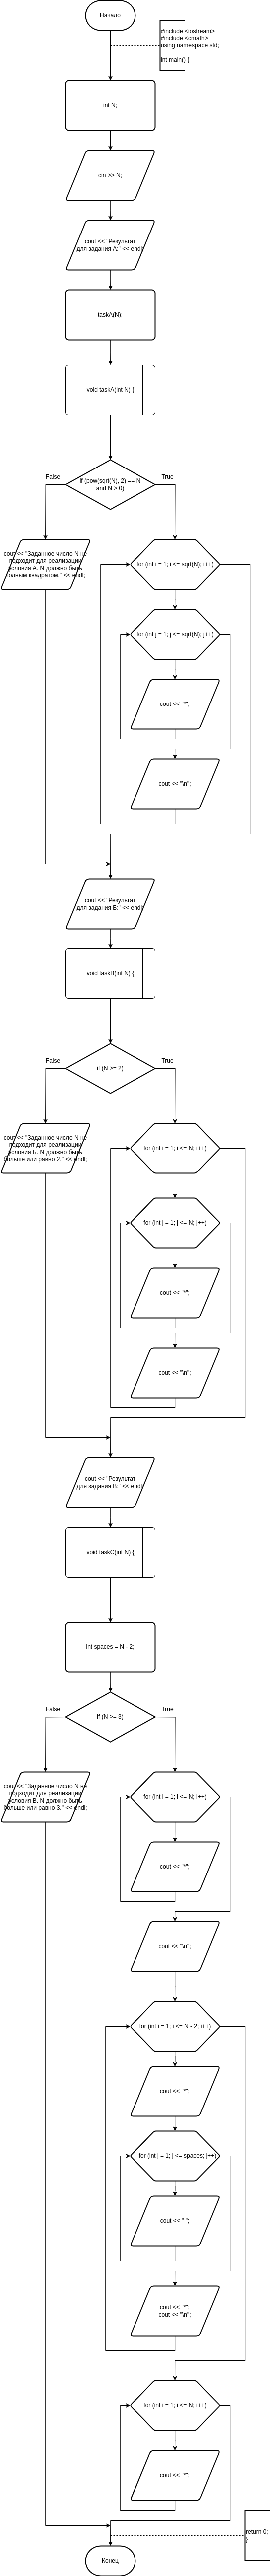 Начало
#include <iostream>
#include <cmath>
using namespace std;
int main() {
int N;
cin >> N;
cout << "Результат
для задания А:" << endl;
taskA(N);
void taskA(int N) {
if (pow(sqrt(N), 2) == N
and N > 0)
False
True
cout << "Заданное число N не
подходит для реализации
условия А. N должно быть
полным квадратом." << endl;
for (int i = 1; i <= sqrt(N); i++)
for (int j = 1; j <= sqrt(N); j++)
cout << "*";
cout << "\n";
cout << "Результат
для задания Б:" << endl;
void taskB(int N) {
if (N >= 2)
False
True
cout << "Заданное число N не
подходит для реализации
условия Б. N должно быть
больше или равно 2." << endl;
for (int i = 1; i <= N; i++)
for (int j = 1; j <= N; j++)
cout << "*";
cout << "\n";
cout << "Результат
для задания В:" << endl;
void taskC(int N) {
int spaces = N - 2;
if (N >= 3)
False
True
cout << "Заданное число N не
подходит для реализации
условия В. N должно быть
больше или равно 3." << endl;
for (int i = 1; i <= N; i++)
cout << "*";
cout << "\n";
for (int i = 1; i <= N - 2; i++)
cout << "*";
for (int j = 1; j <= spaces; j++)
cout << " ";
cout << "*";
cout << "\n";
for (int i = 1; i <= N; i++)
cout << "*";
return 0;
}
Конец